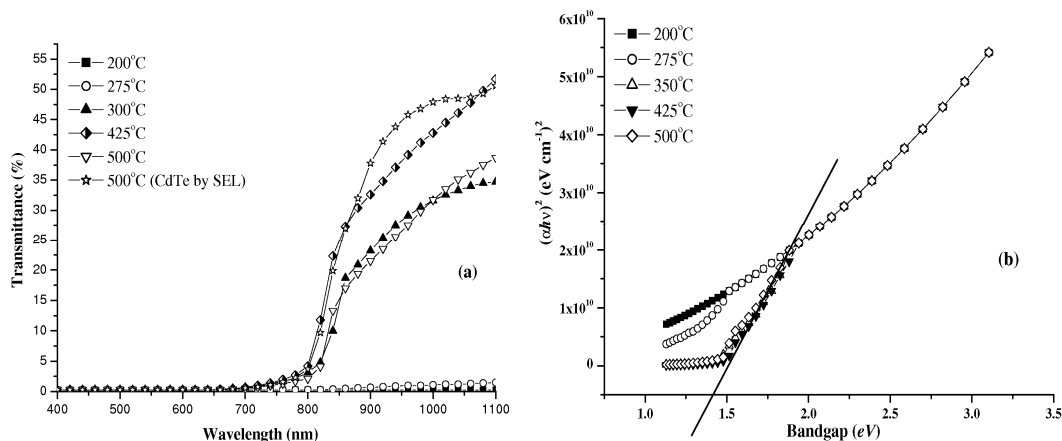 55
50
45
40
35
30
25
20
15
10
5
0
Transmittance (%)
200°C
275°C
300°C
425°C
500°C
500°C (CdTe by SEL)
(a)
400 500 600 700 800 900 1000 1100
Wavelength (nm)
6x10¹⁰
5x10¹⁰
4x10¹⁰
3x10¹⁰
2x10¹⁰
1x10¹⁰
0
(αhν)² (eV cm⁻¹)²
200°C
275°C
350°C
425°C
500°C
(b)
1.0 1.5 2.0 2.5 3.0 3.5
Bandgap (eV)